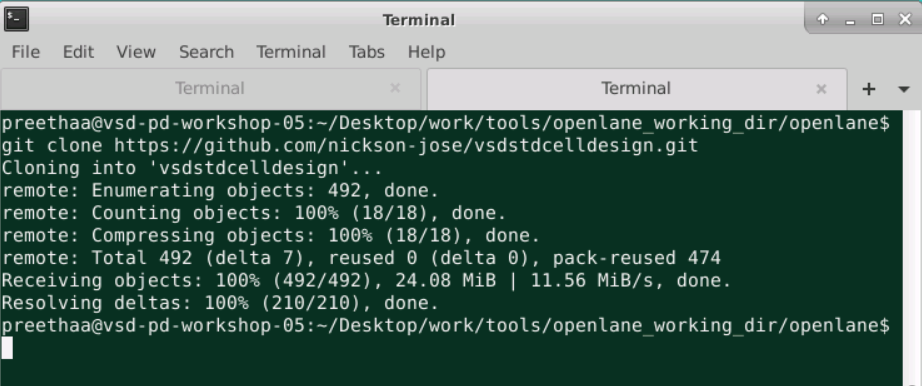 Terminal
File Edit View Search Terminal Tabs Help
Terminal Terminal
preethaa@vsd-pd-workshop-05:~/Desktop/work/tools/openlane_working_dir/openlane$
git clone https://github.com/nickson-jose/vsdstdcelldesign.git
Cloning into 'vsdstdcelldesign'...
remote: Enumerating objects: 492, done.
remote: Counting objects: 100% (18/18), done.
remote: Compressing objects: 100% (18/18), done.
remote: Total 492 (delta 7), reused 0 (delta 0), pack-reused 474
Receiving objects: 100% (492/492), 24.08 MiB | 11.56 MiB/s, done.
Resolving deltas: 100% (210/210), done.
preethaa@vsd-pd-workshop-05:~/Desktop/work/tools/openlane_working_dir/openlane$